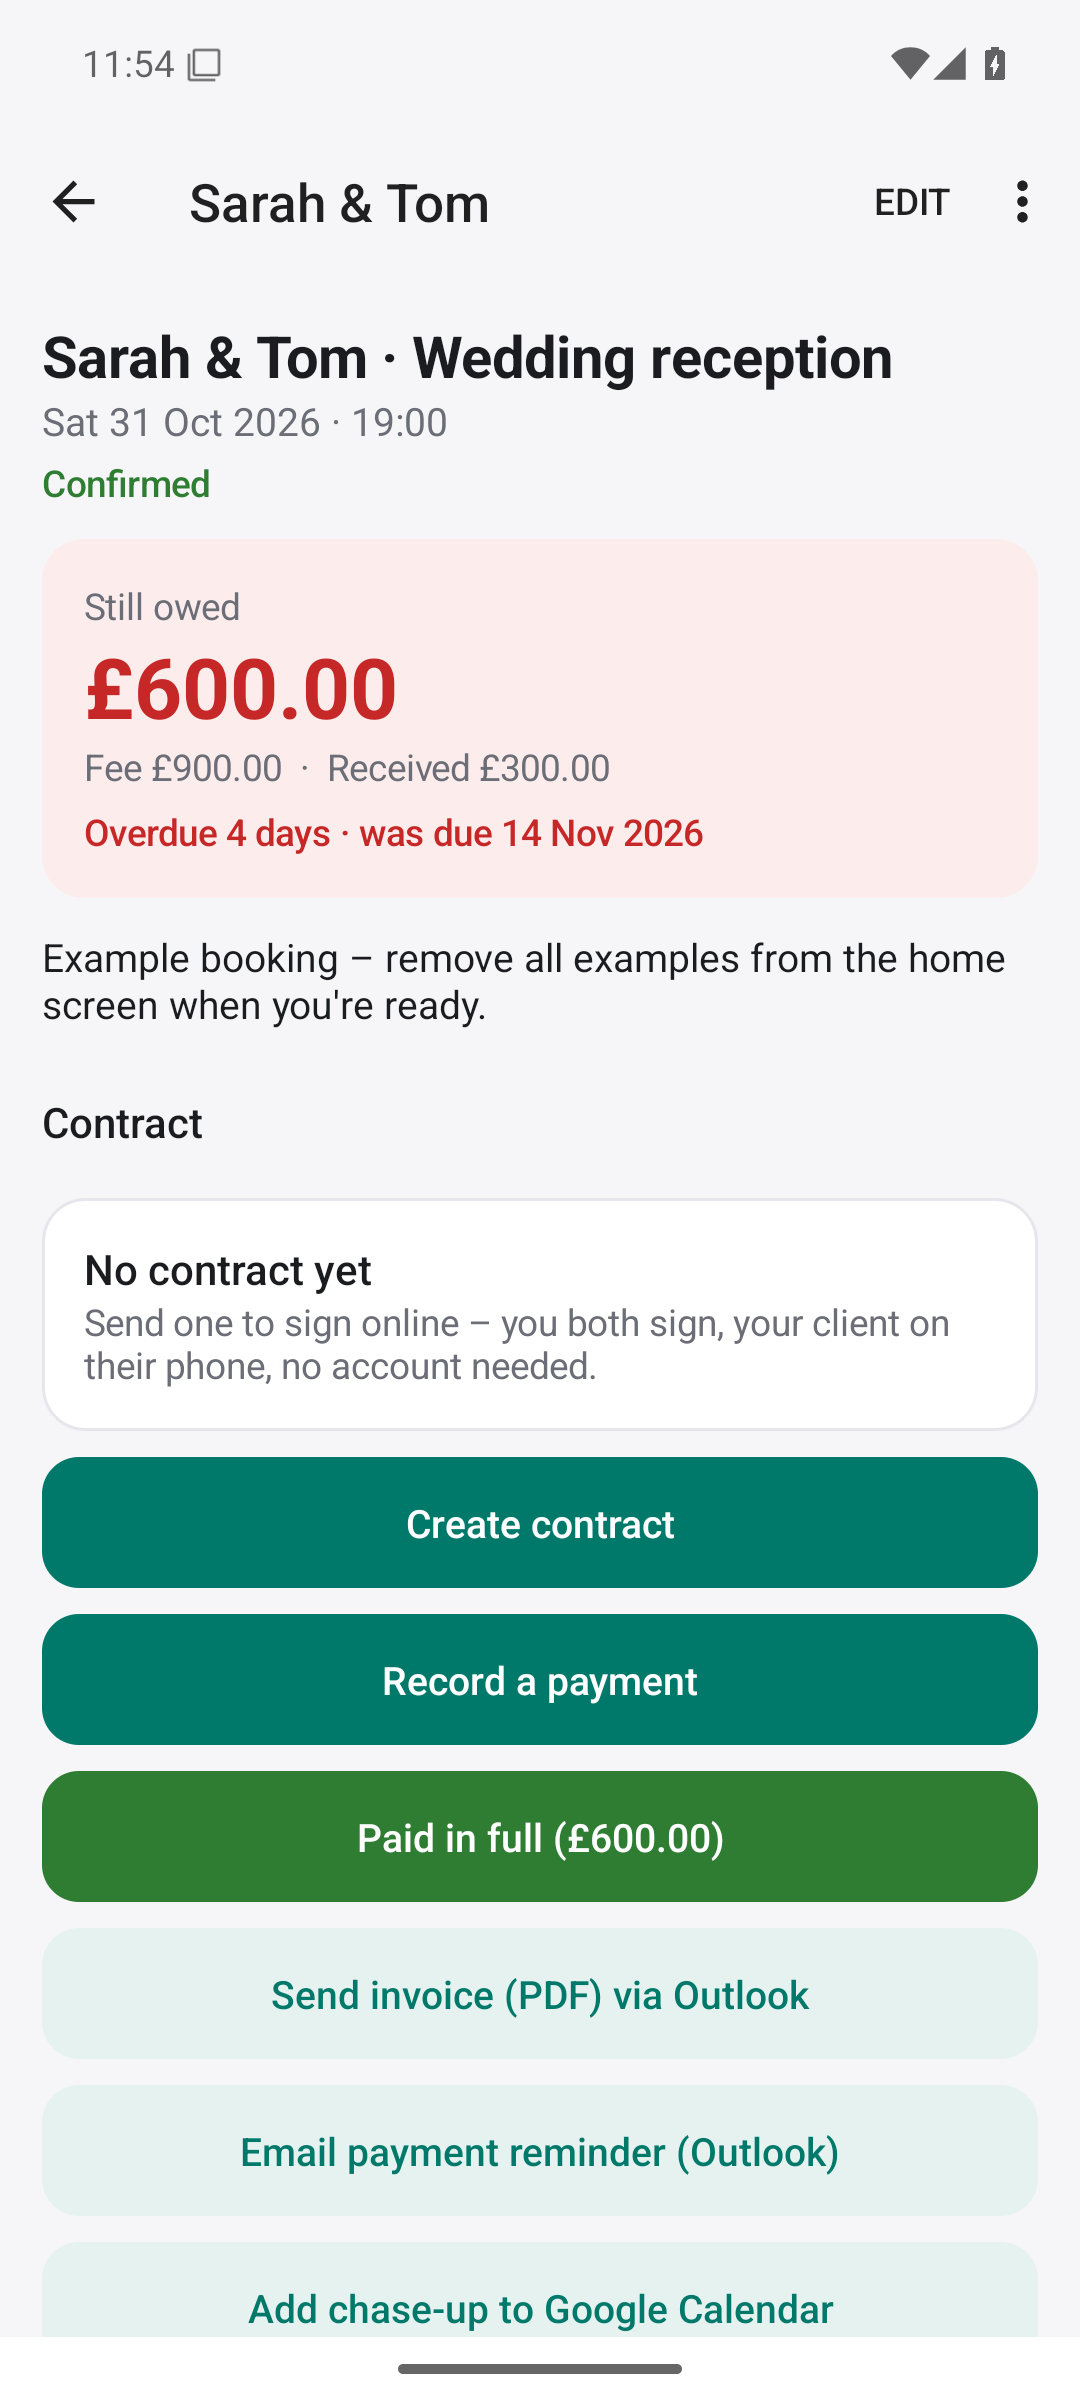 11:54
Sarah & Tom
EDIT
Sarah & Tom · Wedding reception
Sat 31 Oct 2026 · 19:00
Confirmed
Still owed
£600.00
Fee £900.00 · Received £300.00
Overdue 4 days · was due 14 Nov 2026
Example booking – remove all examples from the home
screen when you're ready.
Contract
No contract yet
Send one to sign online – you both sign, your client on
their phone, no account needed.
Create contract
Record a payment
Paid in full (£600.00)
Send invoice (PDF) via Outlook
Email payment reminder (Outlook)
Add chase-up to Google Calendar